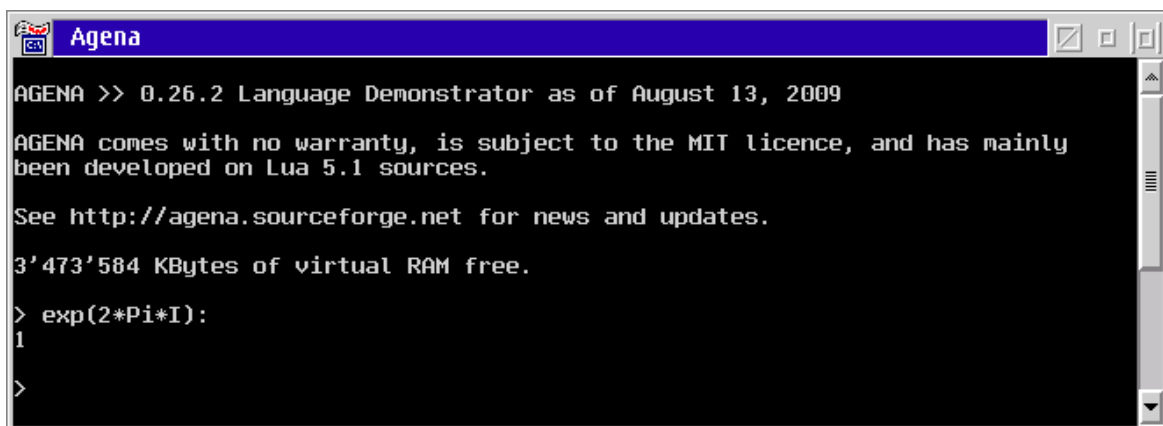 Agena
AGENA >> 0.26.2 Language Demonstrator as of August 13, 2009
AGENA comes with no warranty, is subject to the MIT licence, and has mainly
been developed on Lua 5.1 sources.
See http://agena.sourceforge.net for news and updates.
3'473'584 KBytes of virtual RAM free.
> exp(2*Pi*I):
1
>